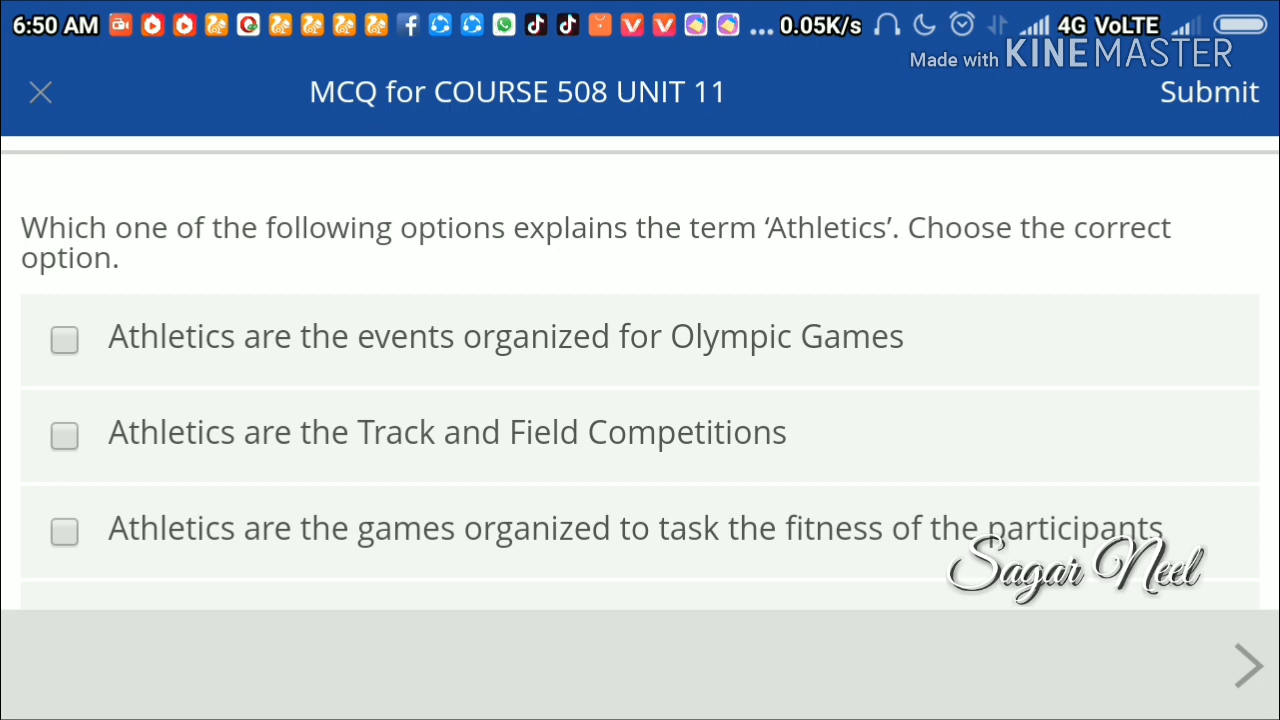 6:50 AM
... 0.05K/s
4G VoLTE
Made with KINEMASTER
MCQ for COURSE 508 UNIT 11
Submit
Which one of the following options explains the term ‘Athletics’. Choose the correct
option.
Athletics are the events organized for Olympic Games
Athletics are the Track and Field Competitions
Athletics are the games organized to task the fitness of the participants
Sagar Neel